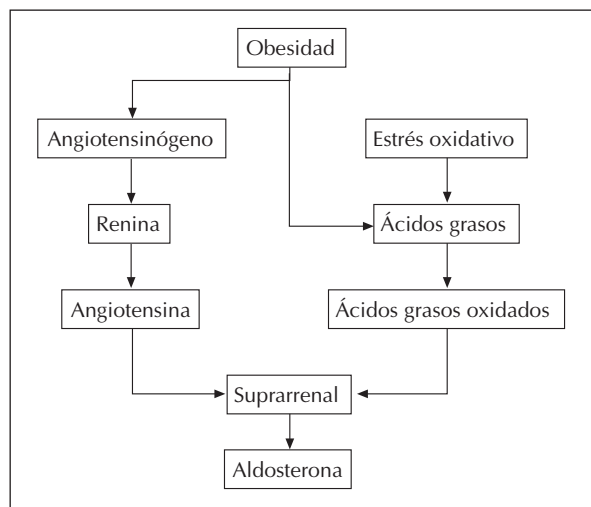 Obesidad
Angiotensinógeno
Estrés oxidativo
Renina
Ácidos grasos
Angiotensina
Ácidos grasos oxidados
Suprarrenal
Aldosterona